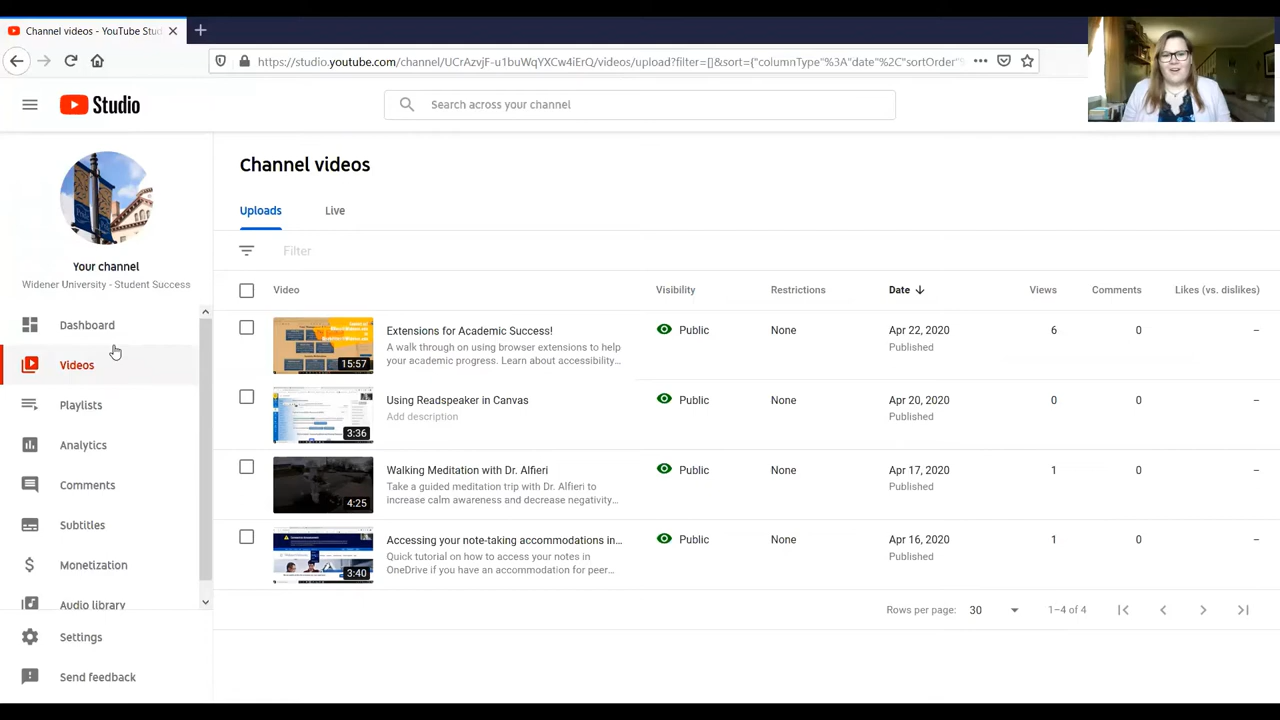 Channel videos - YouTube Stud
https://studio.youtube.com/channel/UCrAzvjF-u1buWqYXCw4iErQ/videos/upload?filter=[]&sort={"columnType"%3A"date"%2C"sortOrder"
Studio
Search across your channel
Your channel
Widener University - Student Success
Dashboard
Videos
Playlists
Analytics
Comments
Subtitles
Monetization
Audio library
Settings
Send feedback
Channel videos
Uploads Live
Filter
Video Visibility Restrictions Date Views Comments Likes (vs. dislikes)
Extensions for Academic Success! Public None Apr 22, 2020 6 0 –
A walk through on using browser extensions to help Published
your academic progress. Learn about accessibility...
15:57
Using Readspeaker in Canvas Public None Apr 20, 2020 0 0 –
Add description Published
3:36
Walking Meditation with Dr. Alfieri Public None Apr 17, 2020 1 0 –
Take a guided meditation trip with Dr. Alfieri to Published
increase calm awareness and decrease negativity...
4:25
Accessing your note-taking accommodations in... Public None Apr 16, 2020 1 0 –
Quick tutorial on how to access your notes in Published
OneDrive if you have an accommodation for peer...
3:40
Rows per page: 30 1–4 of 4